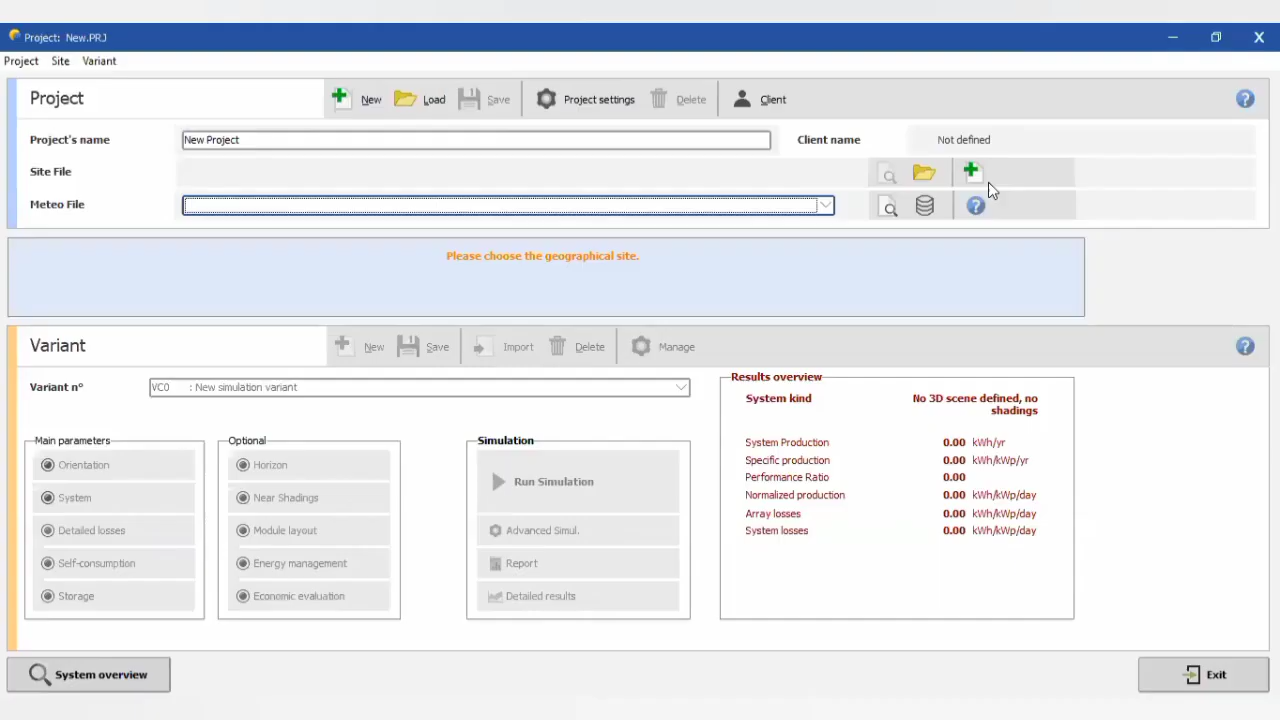 Project: New.PRJ
Project Site Variant
Project New Load Save Project settings Delete Client
Project's name New Project Client name Not defined
Site File
Meteo File
Please choose the geographical site.
Variant New Save Import Delete Manage
Variant n° VC0 : New simulation variant
Results overview
System kind No 3D scene defined, no shadings
System Production 0.00 kWh/yr
Specific production 0.00 kWh/kWp/yr
Performance Ratio 0.00
Normalized production 0.00 kWh/kWp/day
Array losses 0.00 kWh/kWp/day
System losses 0.00 kWh/kWp/day
Main parameters
Orientation
System
Detailed losses
Self-consumption
Storage
Optional
Horizon
Near Shadings
Module layout
Energy management
Economic evaluation
Simulation
Run Simulation
Advanced Simul.
Report
Detailed results
System overview
Exit